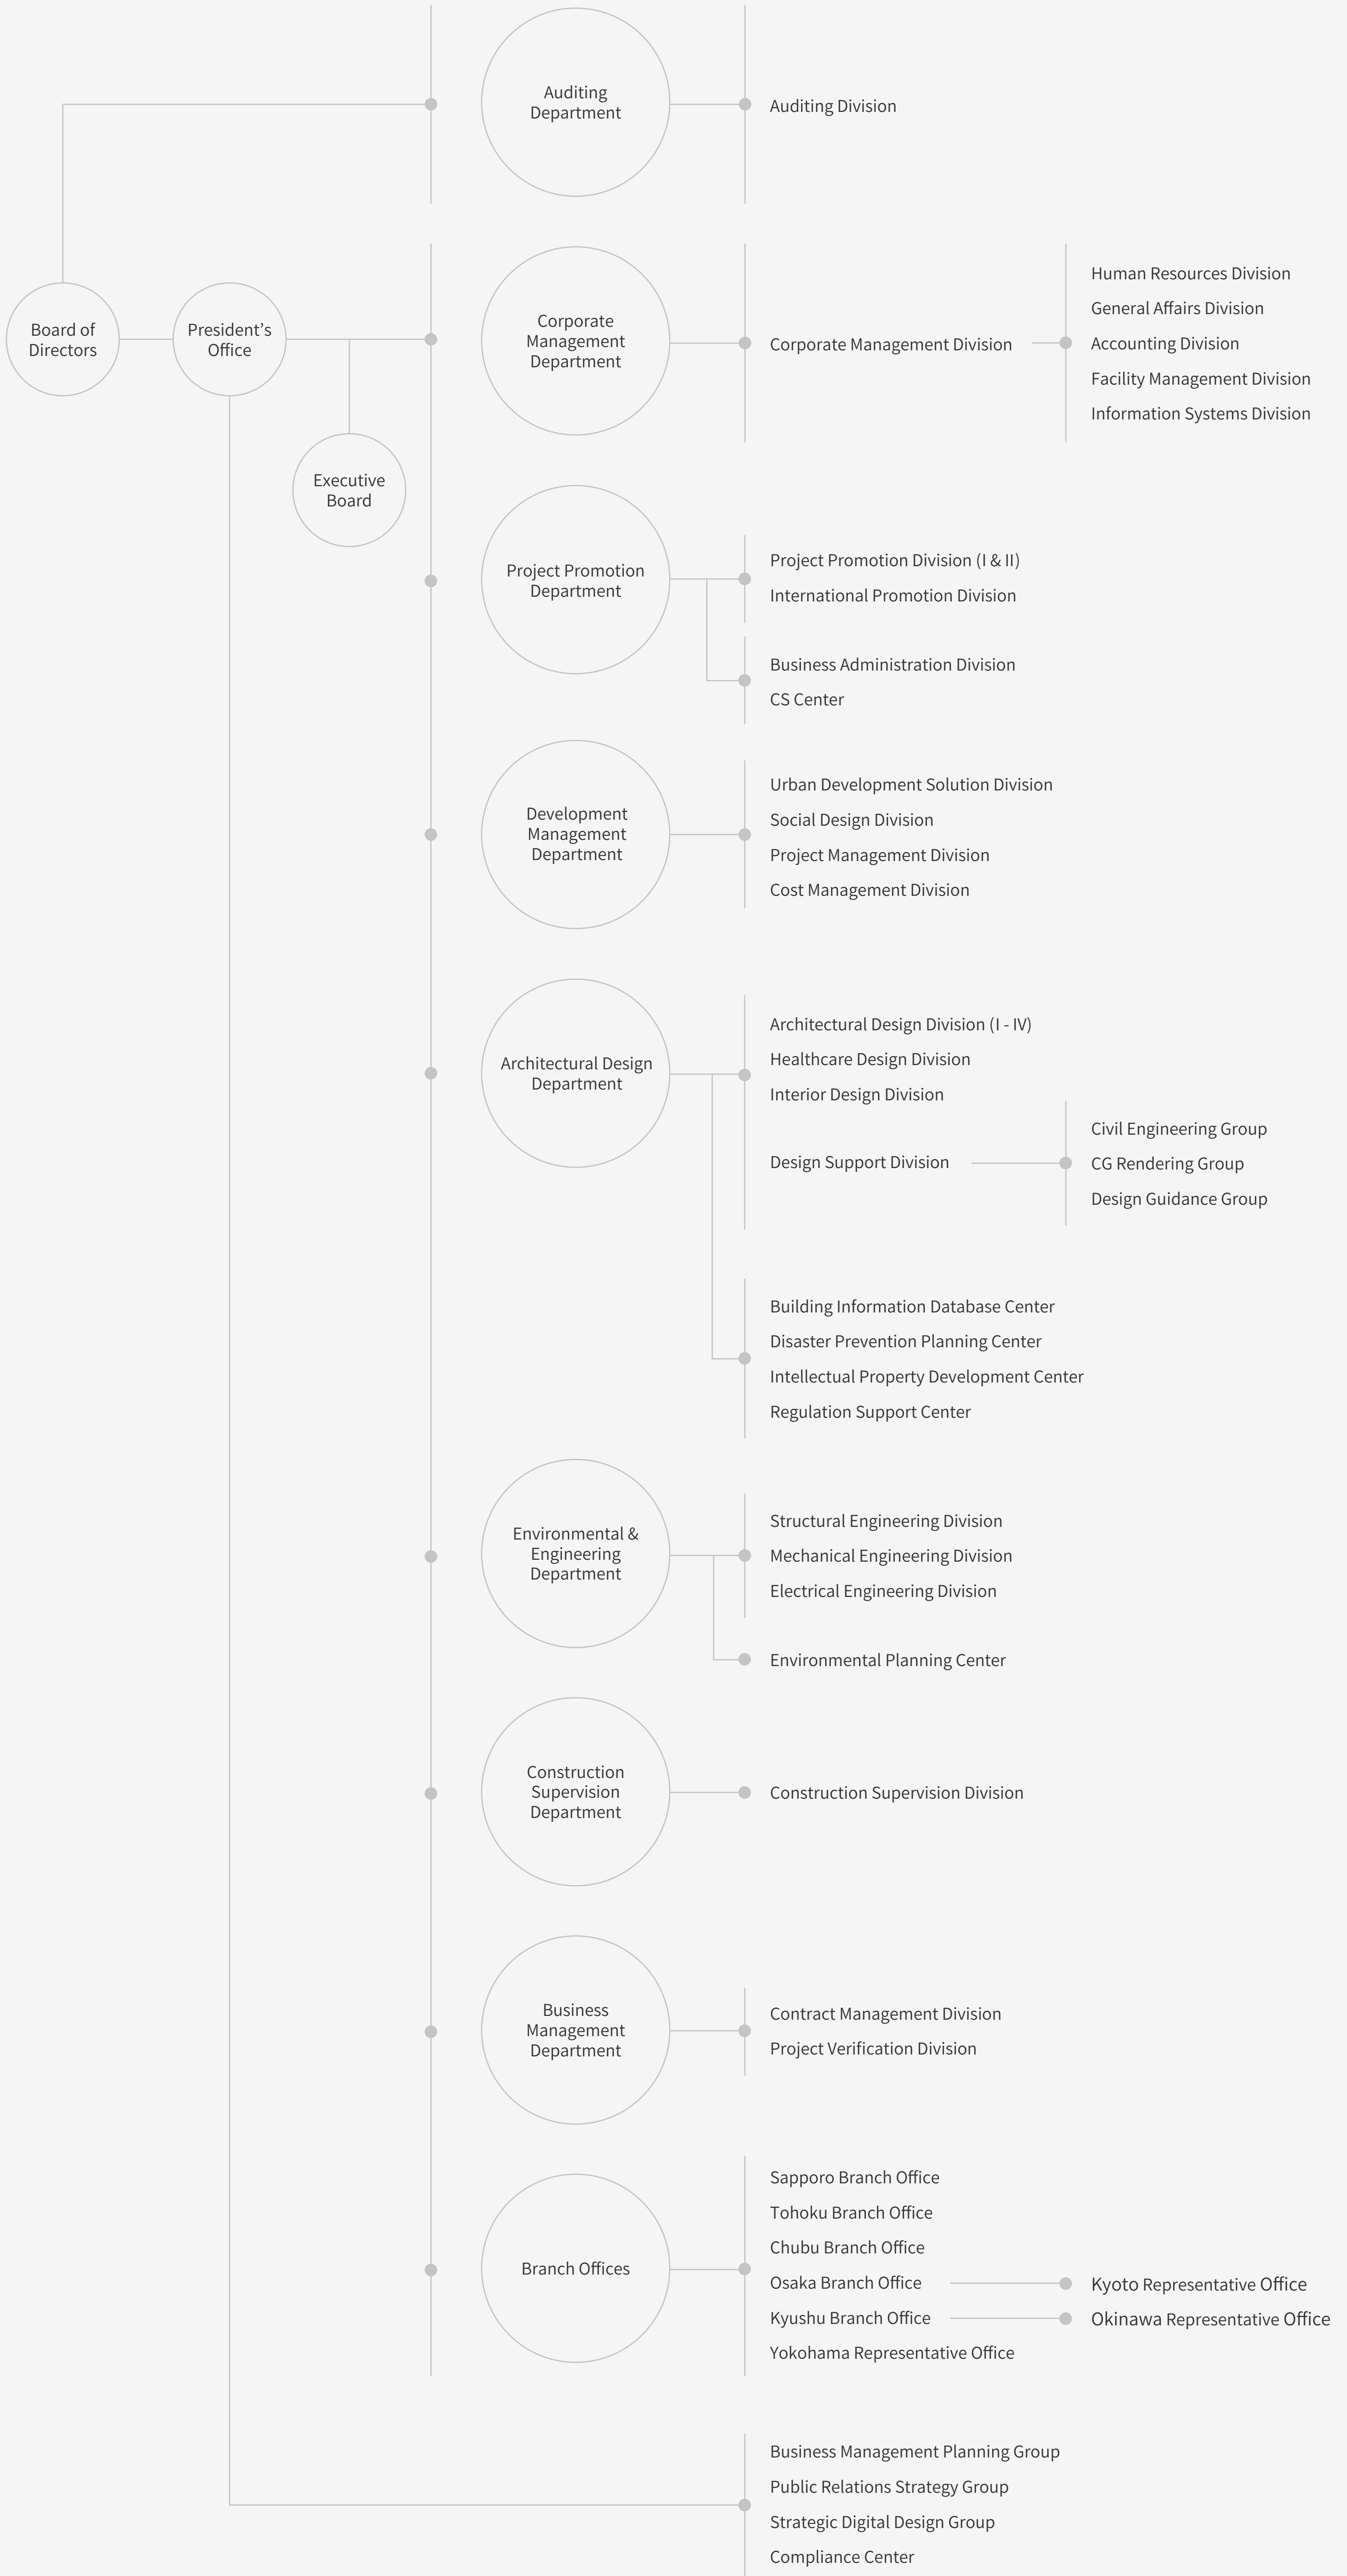 Auditing
Department
Auditing Division
Board of
Directors
President’s
Office
Executive
Board
Corporate
Management
Department
Corporate Management Division
Human Resources Division
General Affairs Division
Accounting Division
Facility Management Division
Information Systems Division
Project Promotion
Department
Project Promotion Division (I & II)
International Promotion Division
Business Administration Division
CS Center
Development
Management
Department
Urban Development Solution Division
Social Design Division
Project Management Division
Cost Management Division
Architectural Design
Department
Architectural Design Division (I - IV)
Healthcare Design Division
Interior Design Division
Design Support Division
Civil Engineering Group
CG Rendering Group
Design Guidance Group
Building Information Database Center
Disaster Prevention Planning Center
Intellectual Property Development Center
Regulation Support Center
Environmental &
Engineering
Department
Structural Engineering Division
Mechanical Engineering Division
Electrical Engineering Division
Environmental Planning Center
Construction
Supervision
Department
Construction Supervision Division
Business
Management
Department
Contract Management Division
Project Verification Division
Branch Offices
Sapporo Branch Office
Tohoku Branch Office
Chubu Branch Office
Osaka Branch Office
Kyoto Representative Office
Kyushu Branch Office
Okinawa Representative Office
Yokohama Representative Office
Business Management Planning Group
Public Relations Strategy Group
Strategic Digital Design Group
Compliance Center